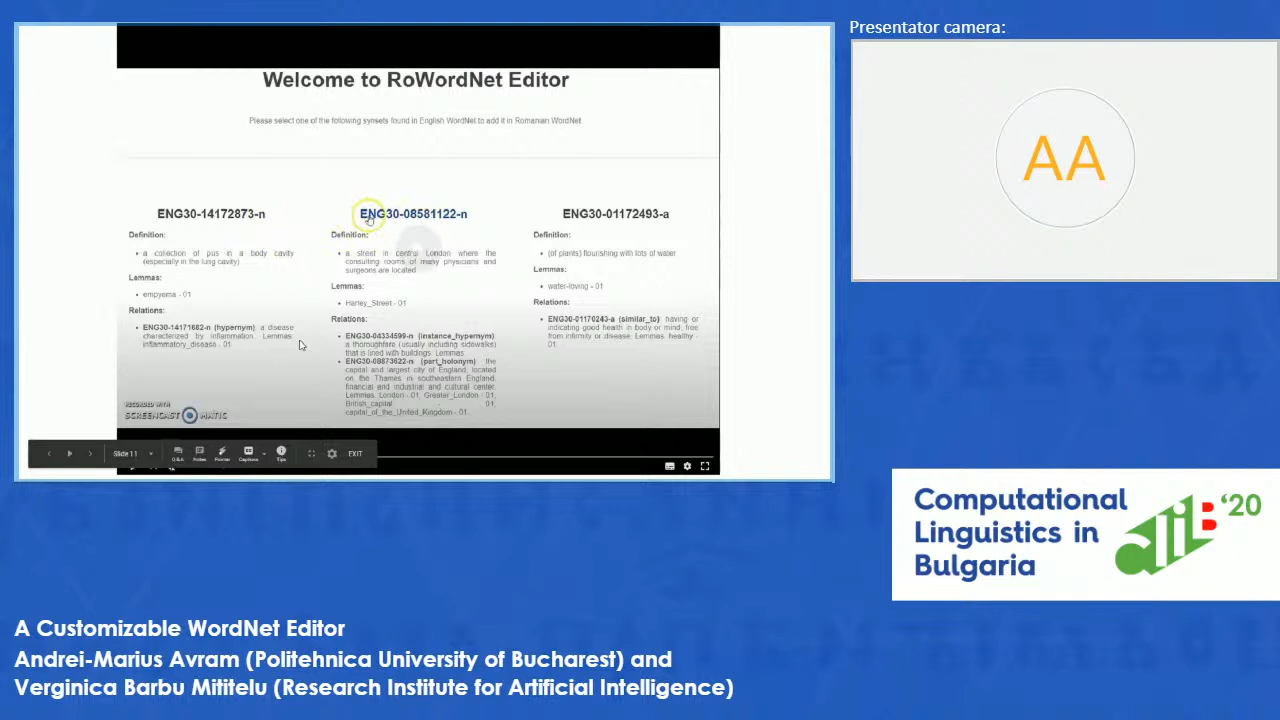 Presentator camera:
AA
Welcome to RoWordNet Editor
Please select one of the following synsets found in English WordNet to add it in Romanian WordNet
ENG30-14172873-n
Definition:
a collection of pus in a body cavity
(especially in the lung cavity)
Lemmas:
empyema - 01
Relations:
ENG30-14171682-n (hypernym) a disease
characterized by inflammation. Lemmas:
inflammatory_disease - 01
ENG30-08581122-n
Definition:
a street in central London where the
consulting rooms of many physicians and
surgeons are located
Lemmas:
Harley_Street - 01
Relations:
ENG30-04334599-n (instance_hypernym)
a thoroughfare (usually including sidewalks)
that is lined with buildings. Lemmas
ENG30-08873622-n (part_holonym) the
capital and largest city of England, located
on the Thames in southeastern England,
financial and industrial and cultural center.
Lemmas. London - 01, Greater_London - 01,
British_capital - 01,
capital_of_the_United_Kingdom - 01.
ENG30-01172493-a
Definition:
(of plants) flourishing with lots of water
Lemmas:
water-loving - 01
Relations:
ENG30-01170243-a (similar_to) having or
indicating good health in body or mind; free
from infirmity or disease. Lemmas. healthy -
01
RECORDED WITH
SCREENCAST MATIC
Slide 11
Q&A
Notes
Pointer
Captions
Tips
EXIT
Computational
Linguistics in
Bulgaria
clib '20
A Customizable WordNet Editor
Andrei-Marius Avram (Politehnica University of Bucharest) and
Verginica Barbu Mititelu (Research Institute for Artificial Intelligence)